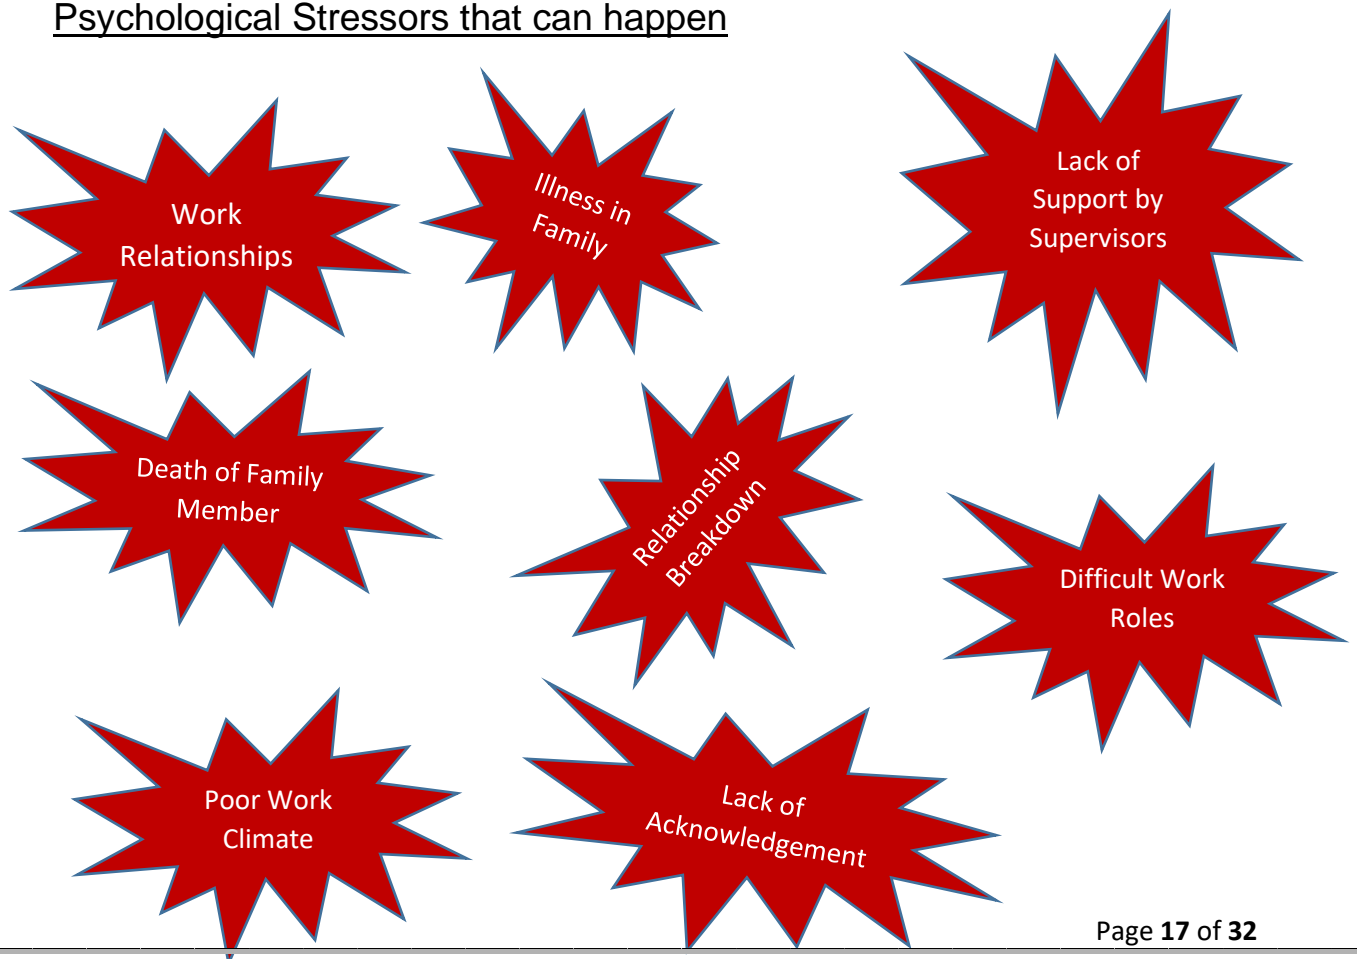 Psychological Stressors that can happen
Work
Relationships
Illness in
Family
Lack of
Support by
Supervisors
Death of Family
Member
Relationship
Breakdown
Difficult Work
Roles
Poor Work
Climate
Lack of
Acknowledgement
Page 17 of 32